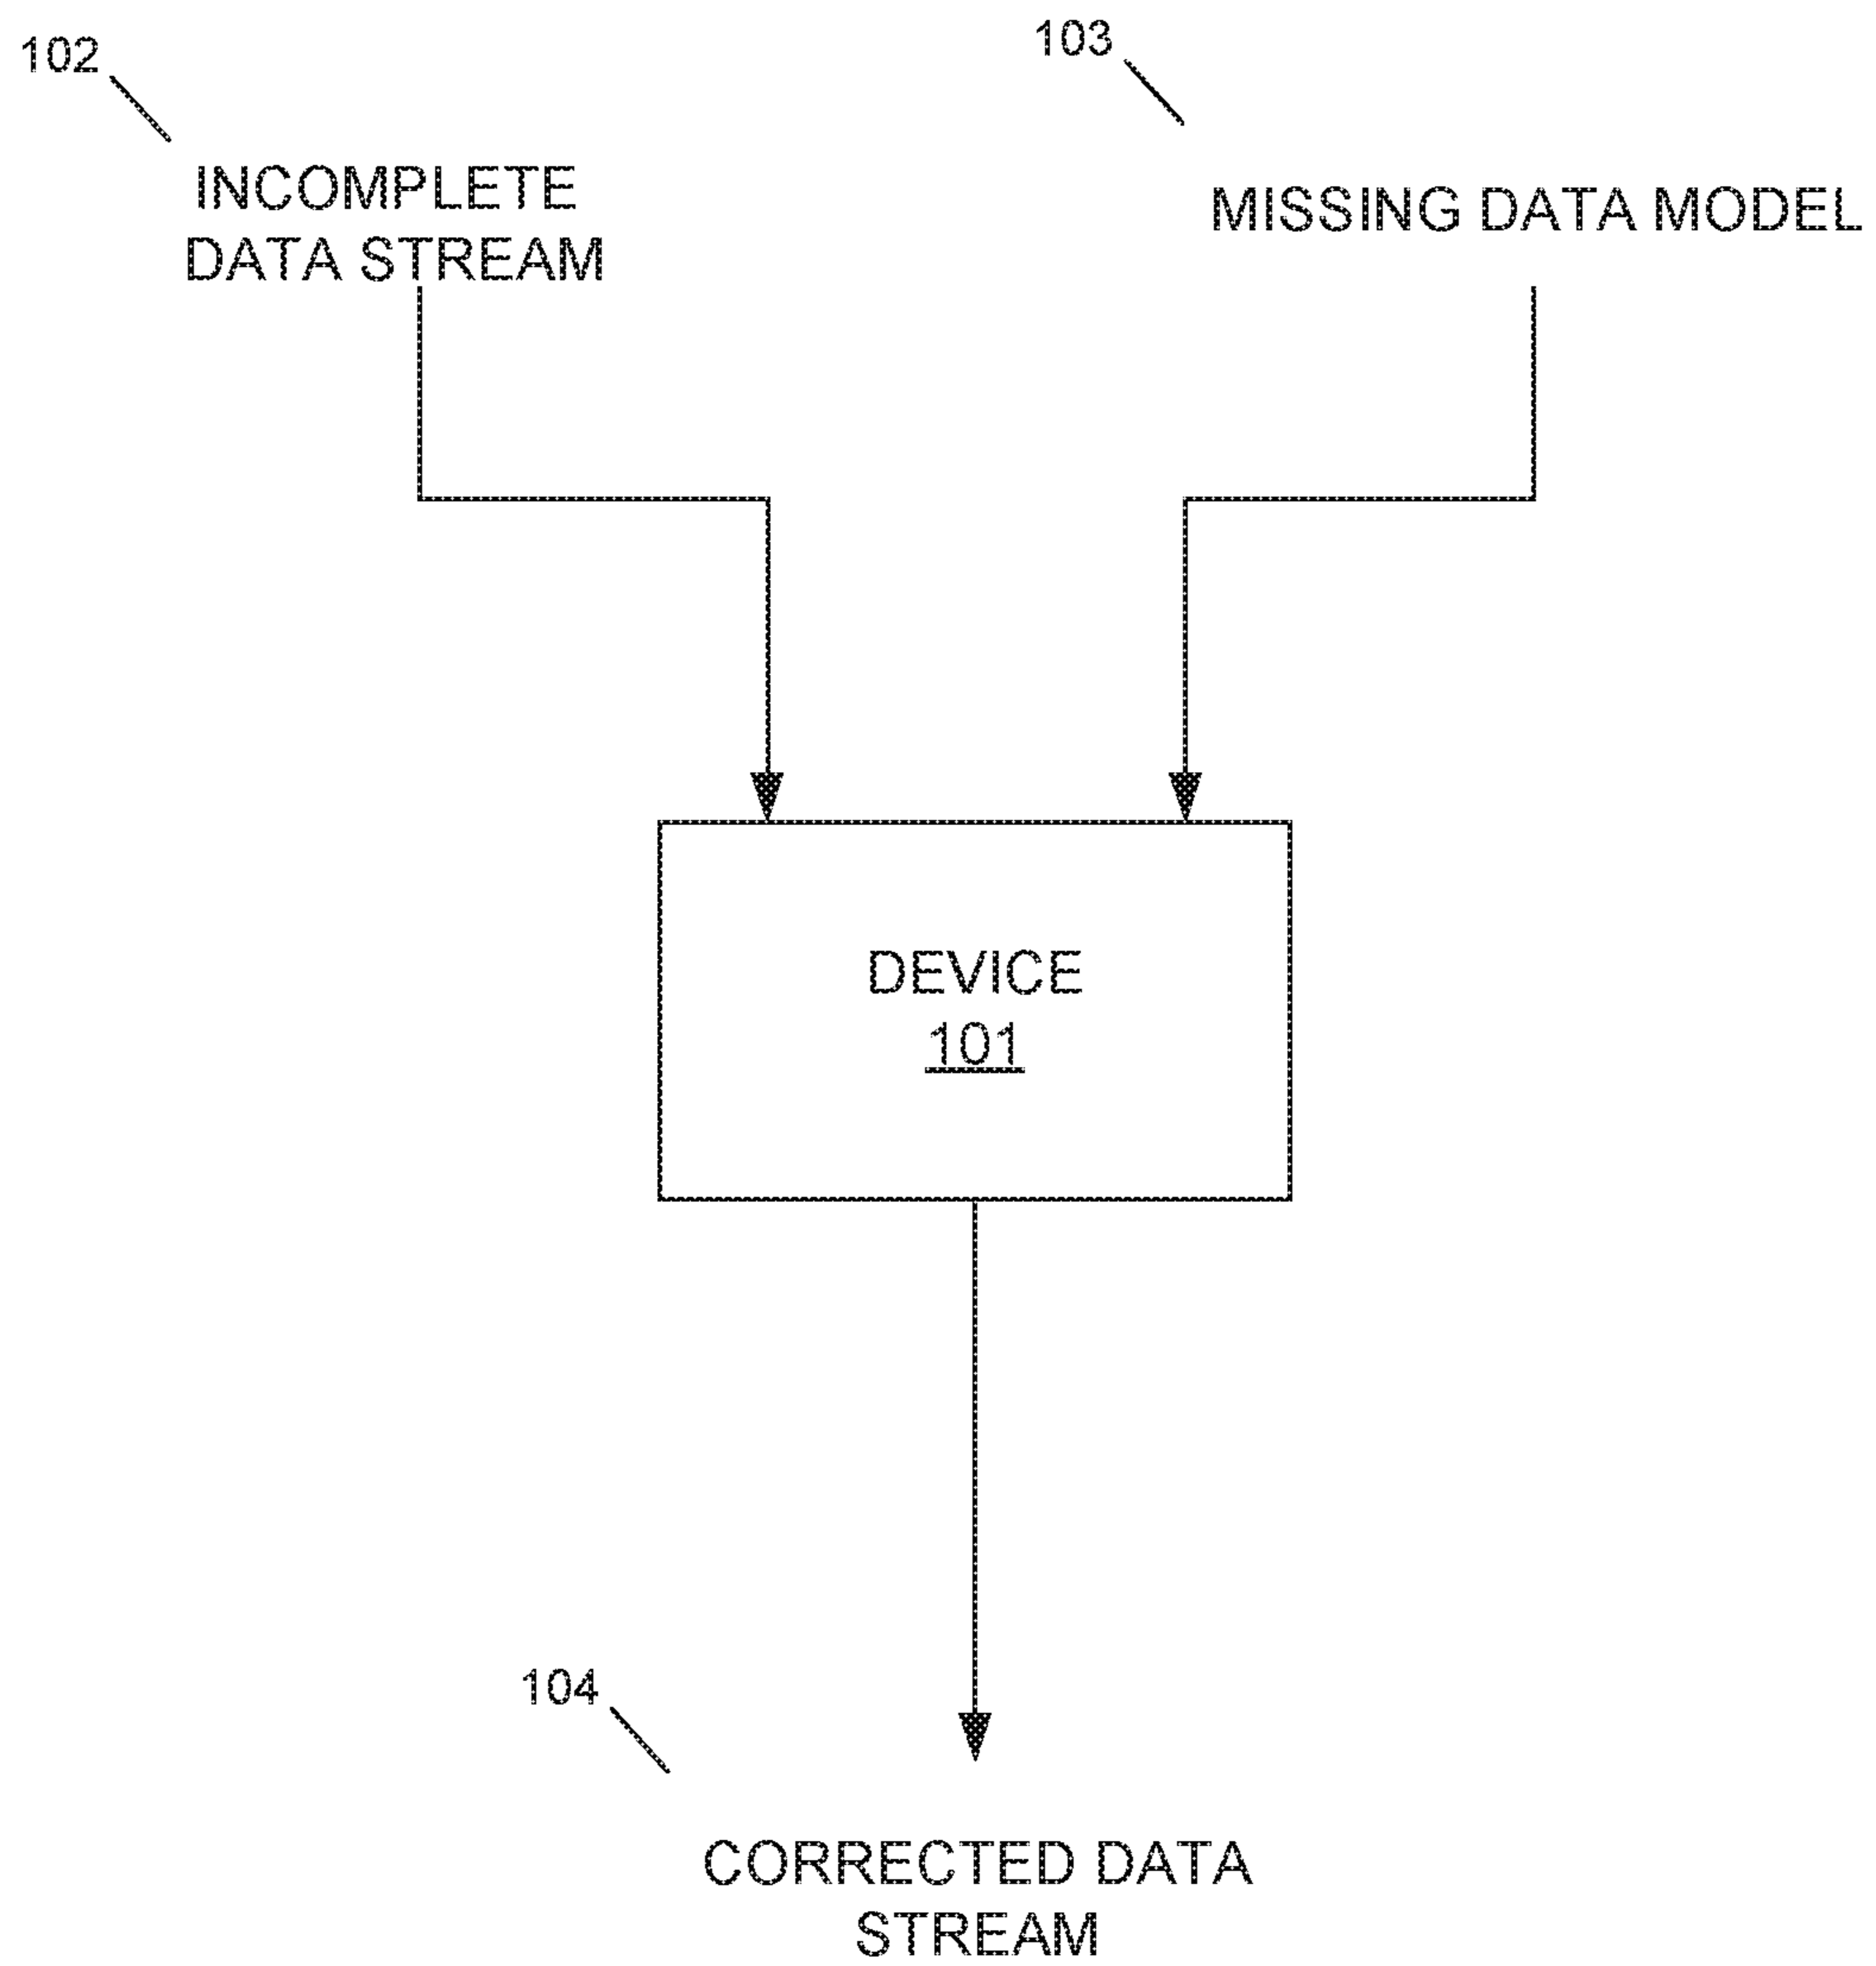 102
INCOMPLETE
DATA STREAM
103
MISSING DATA MODEL
DEVICE
101
104
CORRECTED DATA
STREAM